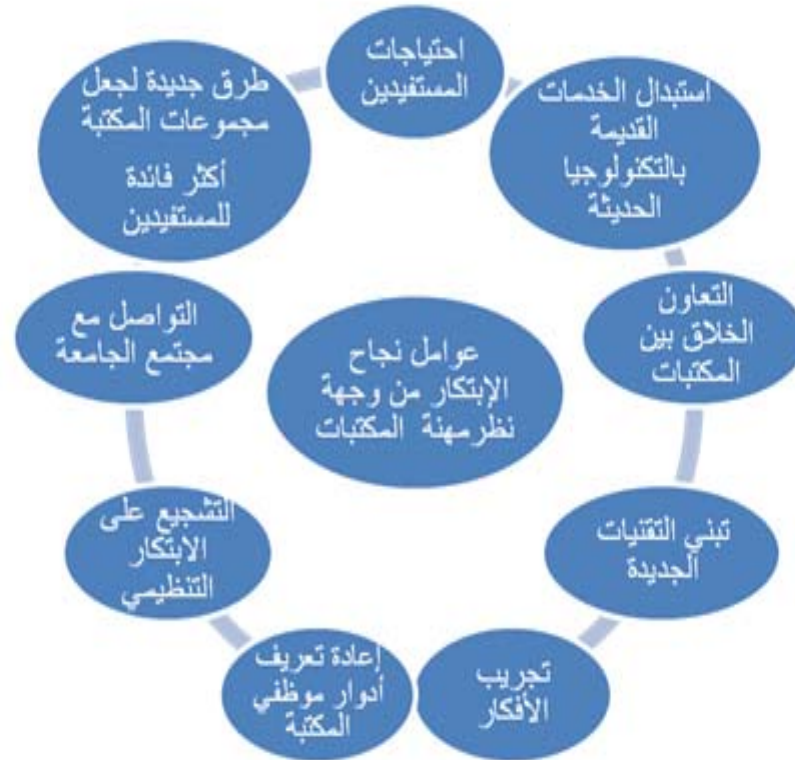 احتياجات
المستفيدين
استبدال الخدمات
القديمة
بالتكنولوجيا
الحديثة
التعاون
الخلاق بين
المكتبات
تبني التقنيات
الجديدة
تجريب
الأفكار
إعادة تعريف
أدوار موظفي
المكتبة
التشجيع على
الابتكار
التنظيمي
التواصل مع
مجتمع الجامعة
طرق جديدة لجعل
مجموعات المكتبة
أكثر فائدة
للمستفيدين
عوامل نجاح
الإبتكار من وجهة
نظرمهنة المكتبات